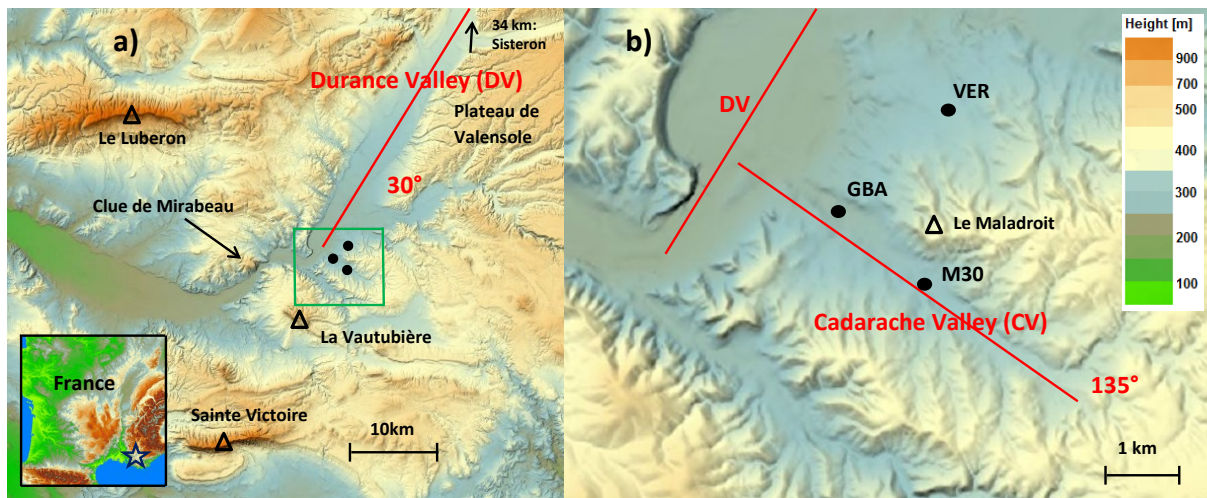 a)
34 km:
Sisteron
Durance Valley (DV)
Plateau de
Valensole
Le Luberon
30°
Clue de Mirabeau
La Vautubière
France
Sainte Victoire
10km
b)
Height [m]
900
700
500
400
300
200
100
VER
DV
GBA
Le Maladroit
M30
Cadarache Valley (CV)
135°
1 km